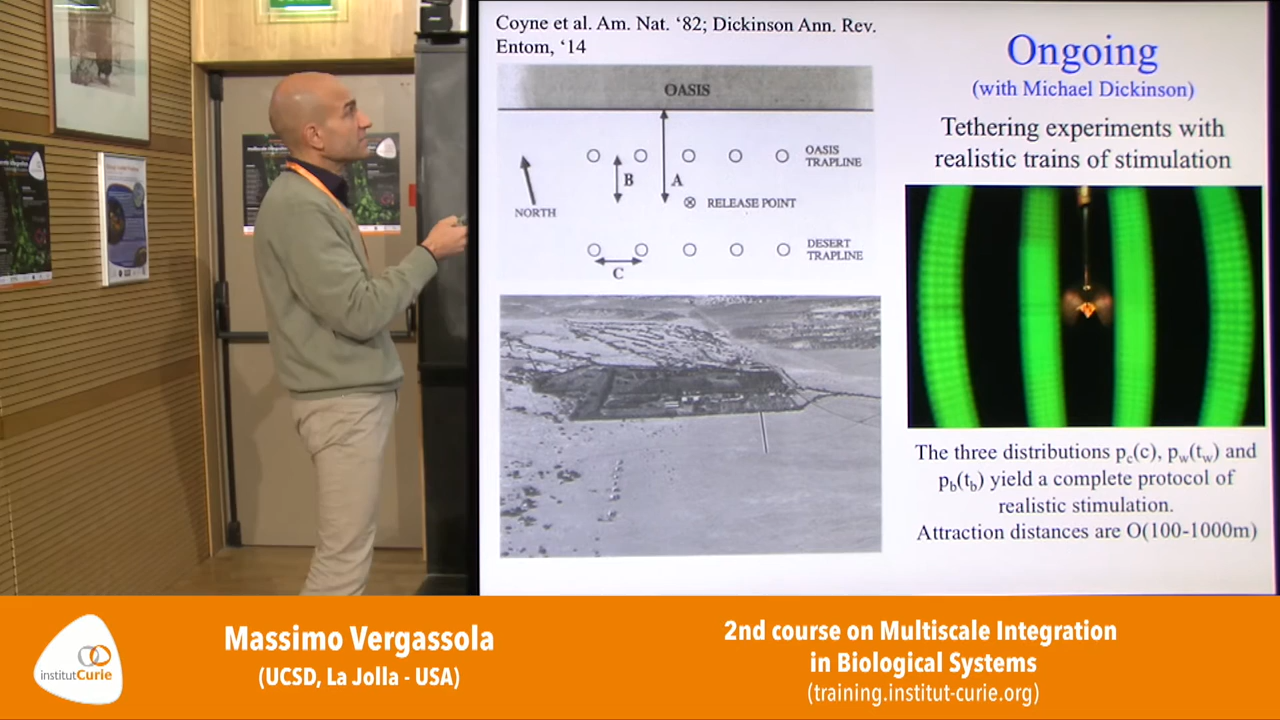 Coyne et al. Am. Nat. ‘82; Dickinson Ann. Rev.
Entom, ‘14
OASIS
OASIS
TRAPLINE
B
A
NORTH
RELEASE POINT
DESERT
TRAPLINE
C
Ongoing
(with Michael Dickinson)
Tethering experiments with
realistic trains of stimulation
The three distributions pc(c), pw(tw) and
pb(tb) yield a complete protocol of
realistic stimulation.
Attraction distances are O(100-1000m)
institutCurie
Massimo Vergassola
(UCSD, La Jolla - USA)
2nd course on Multiscale Integration
in Biological Systems
(training.institut-curie.org)